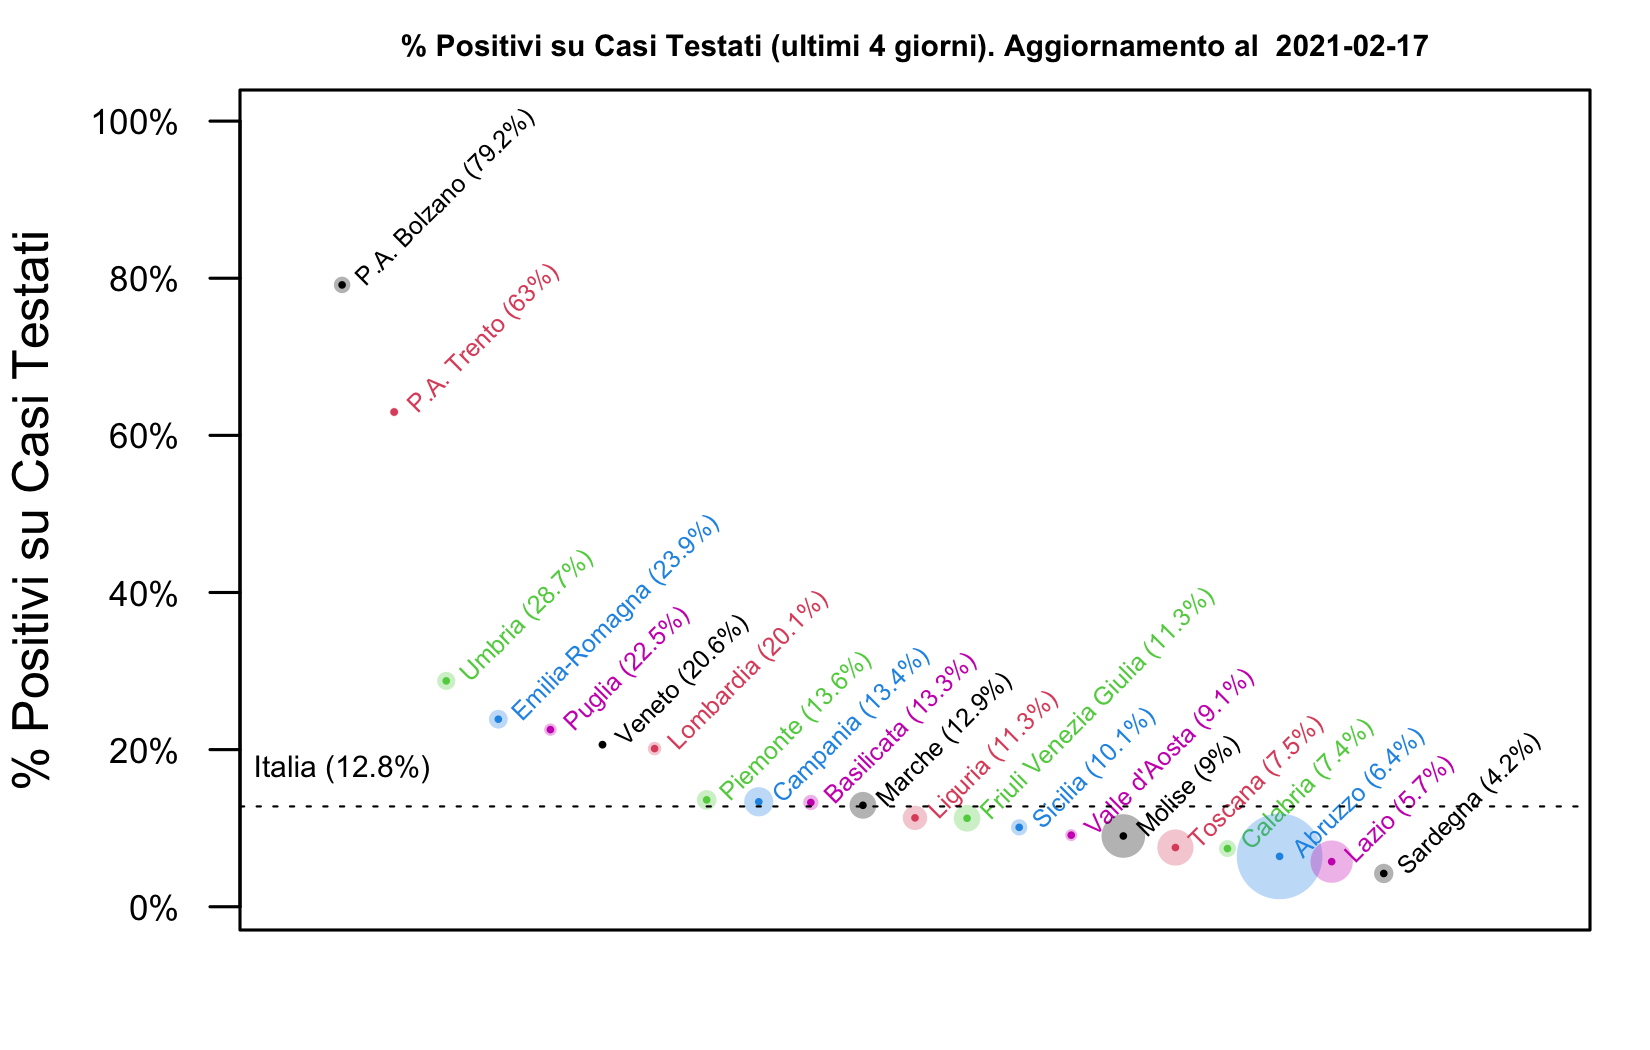 % Positivi su Casi Testati (ultimi 4 giorni). Aggiornamento al 2021-02-17
% Positivi su Casi Testati
100%
80%
60%
40%
20%
0%
P.A. Bolzano (79.2%)
P.A. Trento (63%)
Umbria (28.7%)
Emilia-Romagna (23.9%)
Puglia (22.5%)
Veneto (20.6%)
Lombardia (20.1%)
Piemonte (13.6%)
Campania (13.4%)
Basilicata (13.3%)
Marche (12.9%)
Liguria (11.3%)
Friuli Venezia Giulia (11.3%)
Sicilia (10.1%)
Valle d'Aosta (9.1%)
Molise (9%)
Toscana (7.5%)
Calabria (7.4%)
Abruzzo (6.4%)
Lazio (5.7%)
Sardegna (4.2%)
Italia (12.8%)